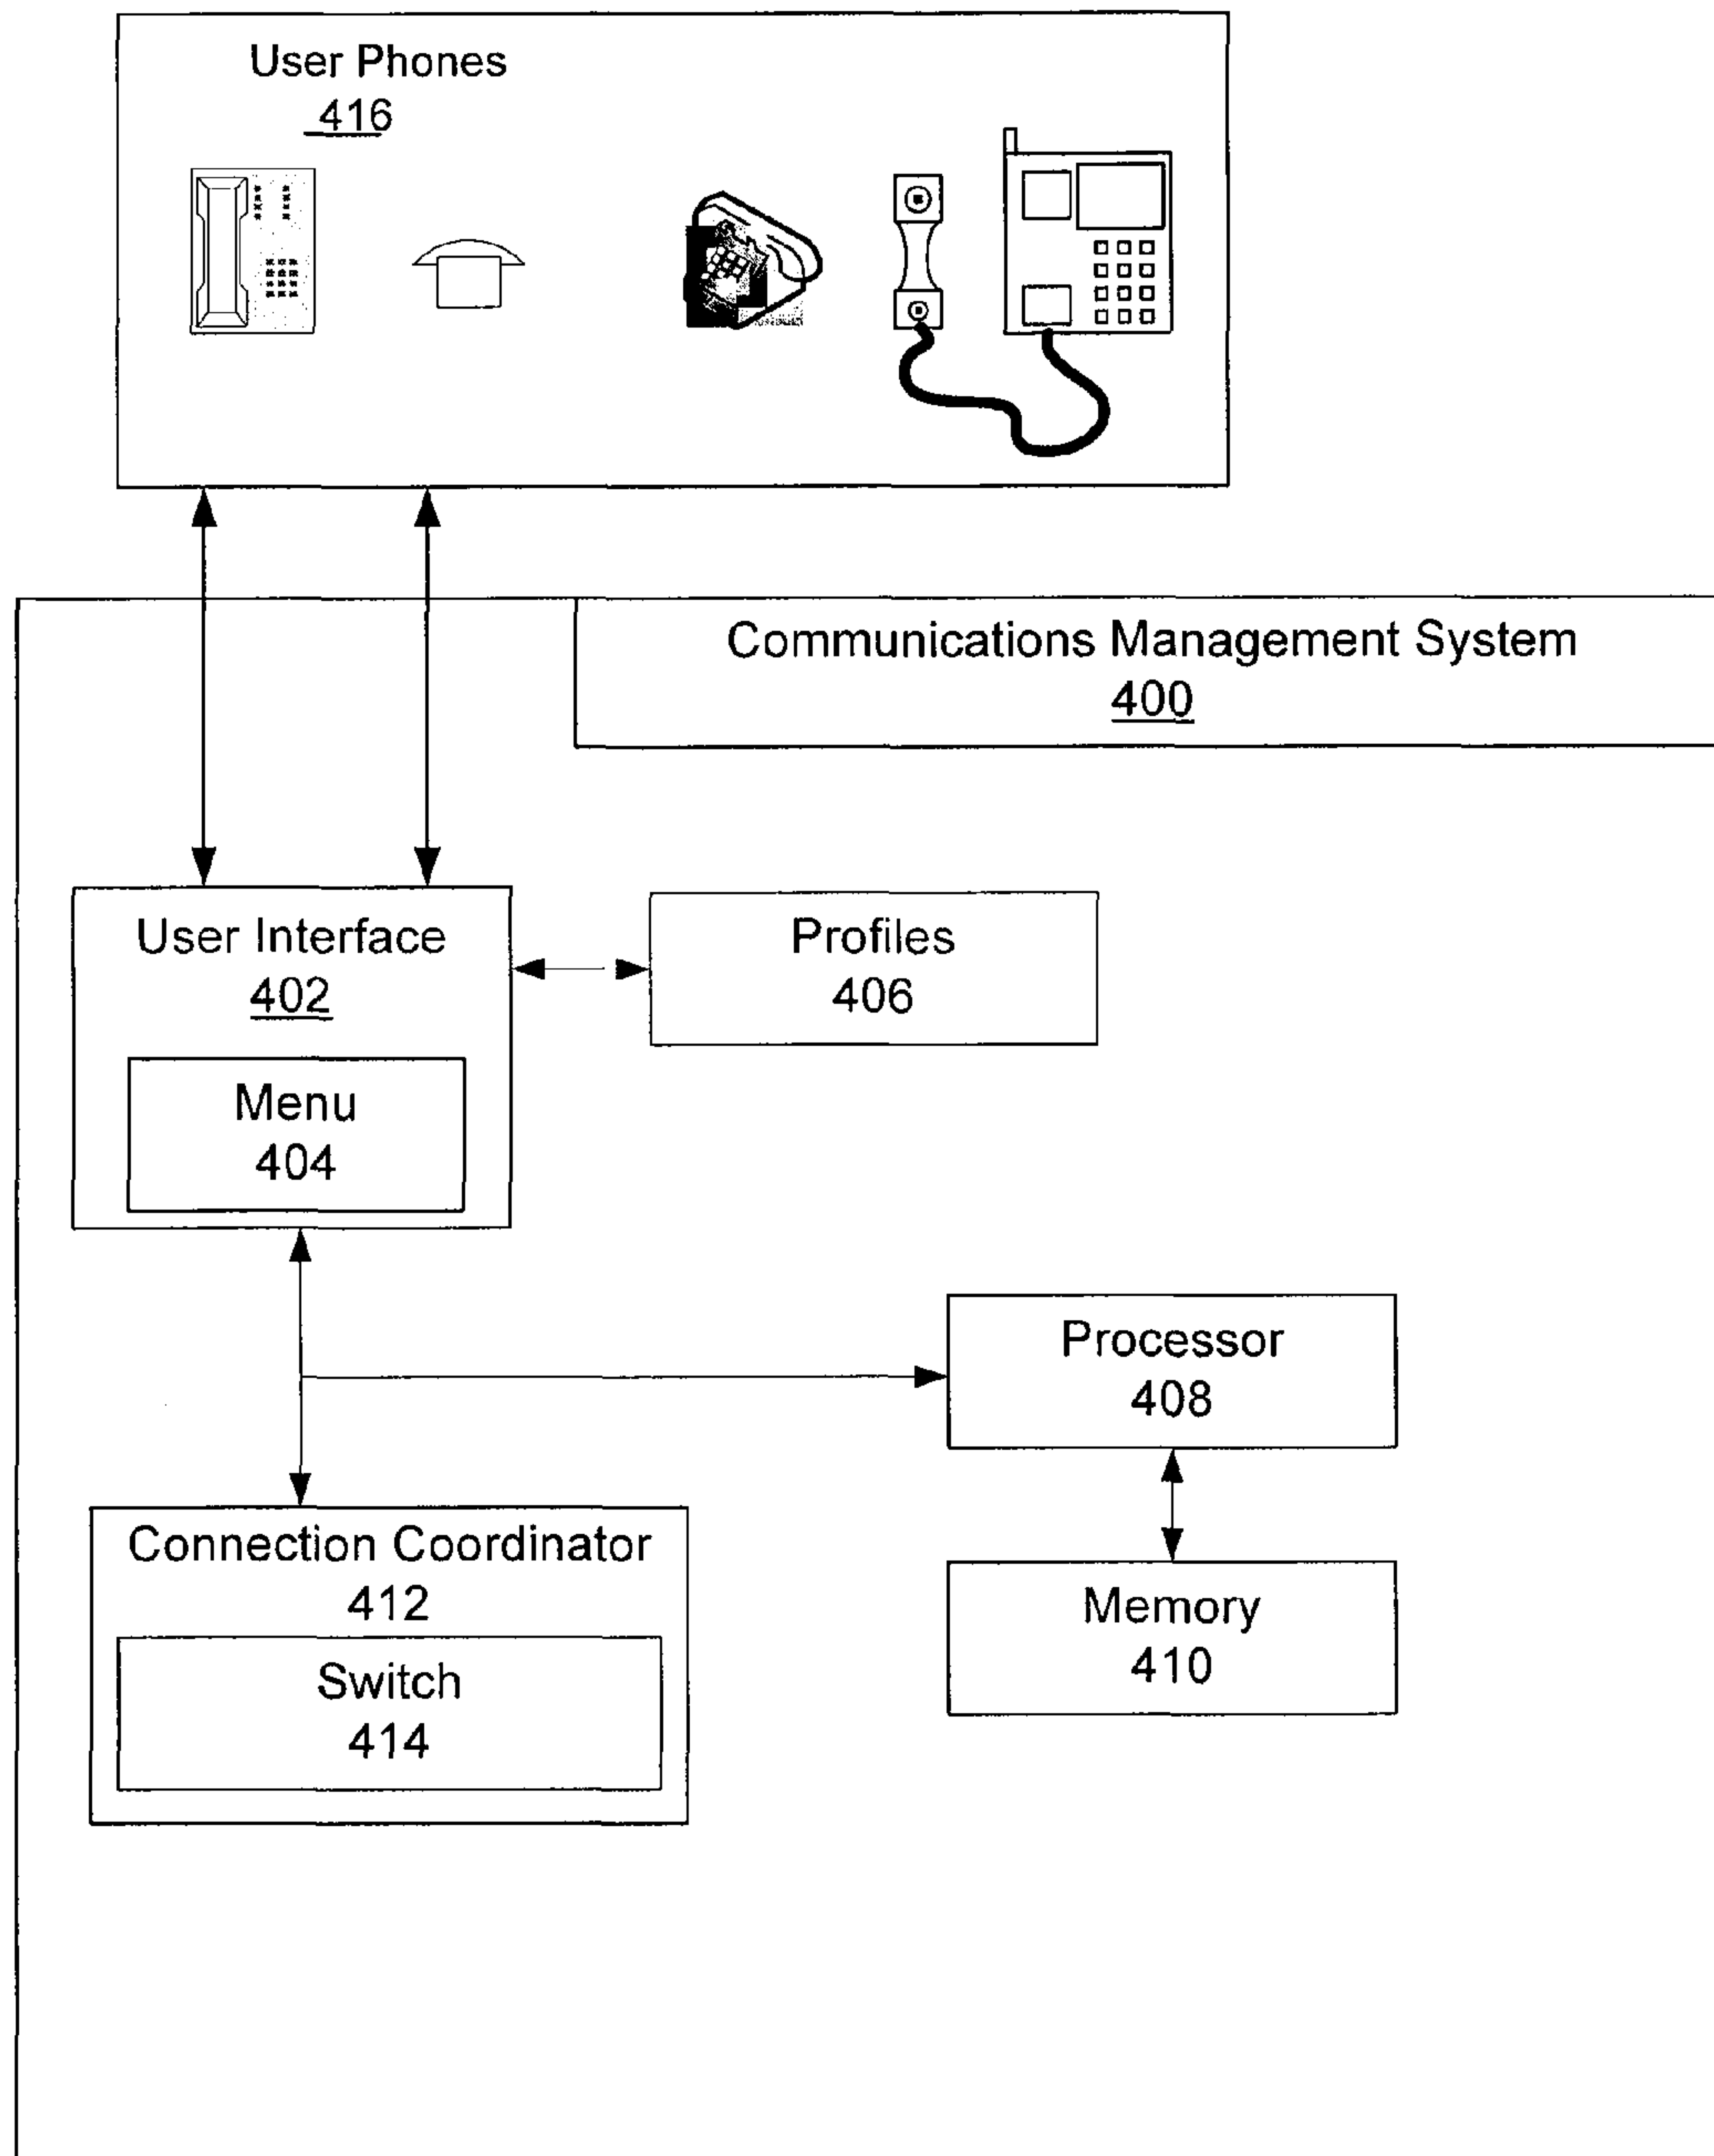 User Phones
416
Communications Management System
400
User Interface
402
Profiles
406
Menu
404
Processor
408
Connection Coordinator
412
Memory
410
Switch
414